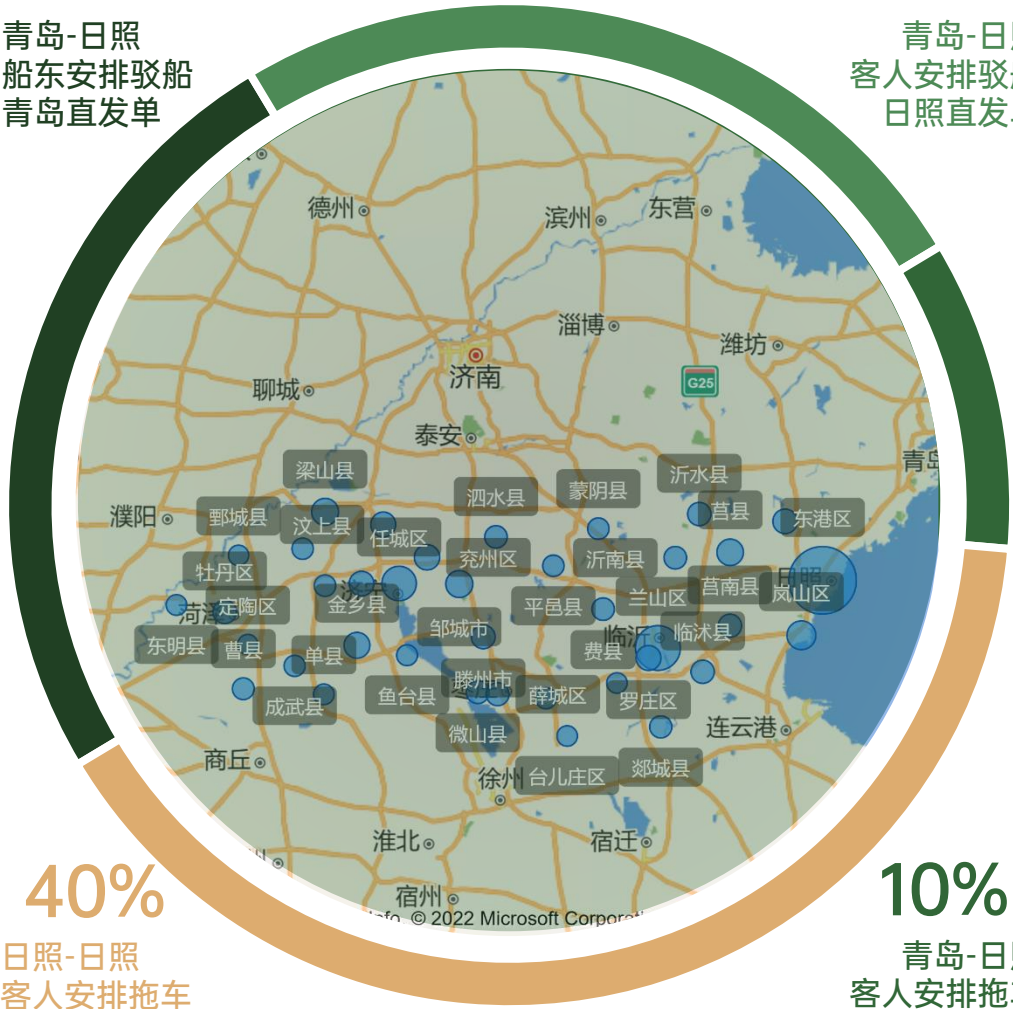 青岛-日照
船东安排驳船
青岛直发单
青岛-日
客人安排驳
日照直发
德州
滨州
东营
淄博
潍坊
济南
G25
聊城
泰安
青岛
梁山县
泗水县
蒙阴县
沂水县
濮阳
鄄城县
汶上县
任城区
莒县
东港区
牡丹区
兖州区
沂南县
日照
菏泽
定陶区
济宁
金乡县
平邑县
兰山区
莒南县
岚山区
东明县
曹县
单县
邹城市
临沂
临沭县
费县
成武县
鱼台县
滕州市
薛城区
罗庄区
微山县
连云港
商丘
徐州
台儿庄区
郯城县
淮北
宿迁
州
宿州
© 2022 Microsoft Corporati
40%
日照-日照
客人安排拖车
10%
青岛-日
客人安排拖